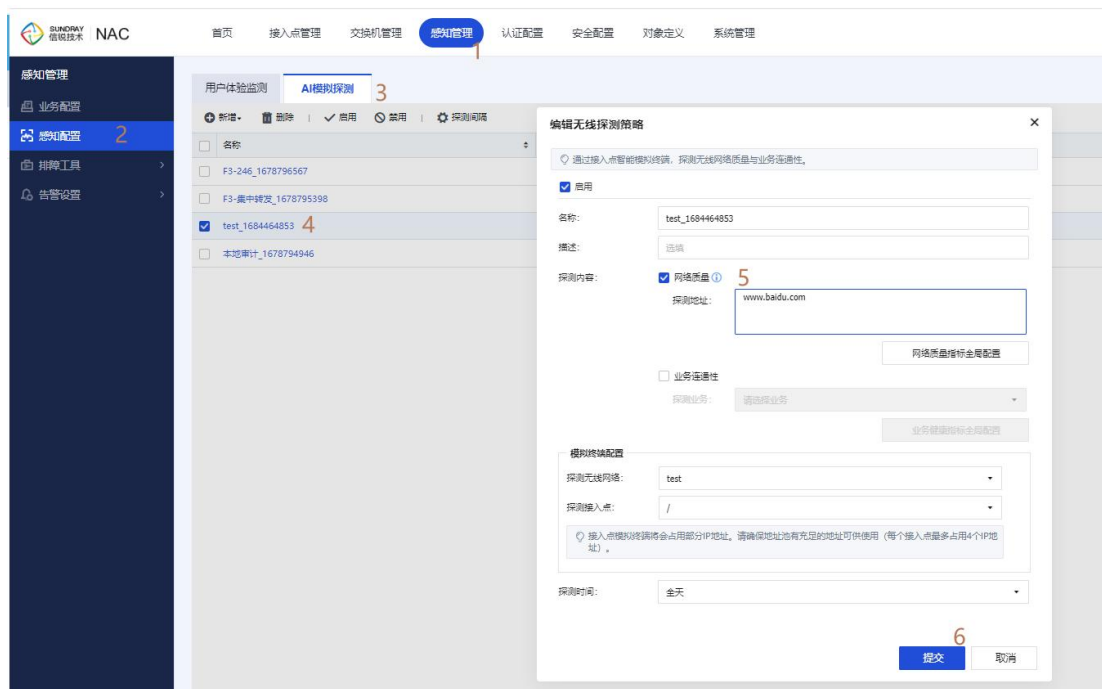 SUNDRAY
信锐技术
NAC
首页 接入点管理 交换机管理 感知管理 认证配置 安全配置 对象定义 系统管理
1
感知管理
业务配置
感知配置 2
排障工具
告警设置
用户体验监测 AI模拟探测 3
新增 删除 启用 禁用 探测间隔
名称
F3-246_1678796567
F3-集中转发_1678795398
test_1684464853 4
本地审计_1678794946
编辑无线探测策略
通过接入点智能模拟终端，探测无线网络质量与业务连通性。
启用
名称: test_1684464853
描述: 选填
探测内容: 网络质量 5
探测地址: www.baidu.com
网络质量指标全局配置
业务连通性
探测业务: 请选择业务
业务健康指标全局配置
模拟终端配置
探测无线网络: test
探测接入点: /
接入点模拟终端将会占用部分IP地址。请确保地址池有充足的地址可供使用（每个接入点最多占用4个IP地
址）。
探测时间: 全天
6
提交 取消